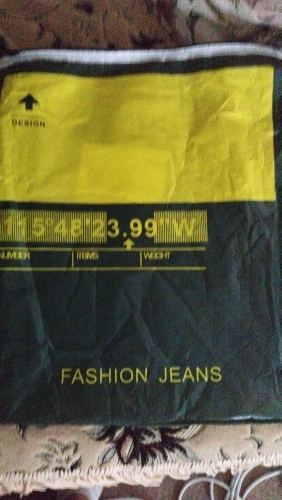 DESIGN
115°48'23.99"W
NUMBER ITEMS WEIGHT
FASHION JEANS